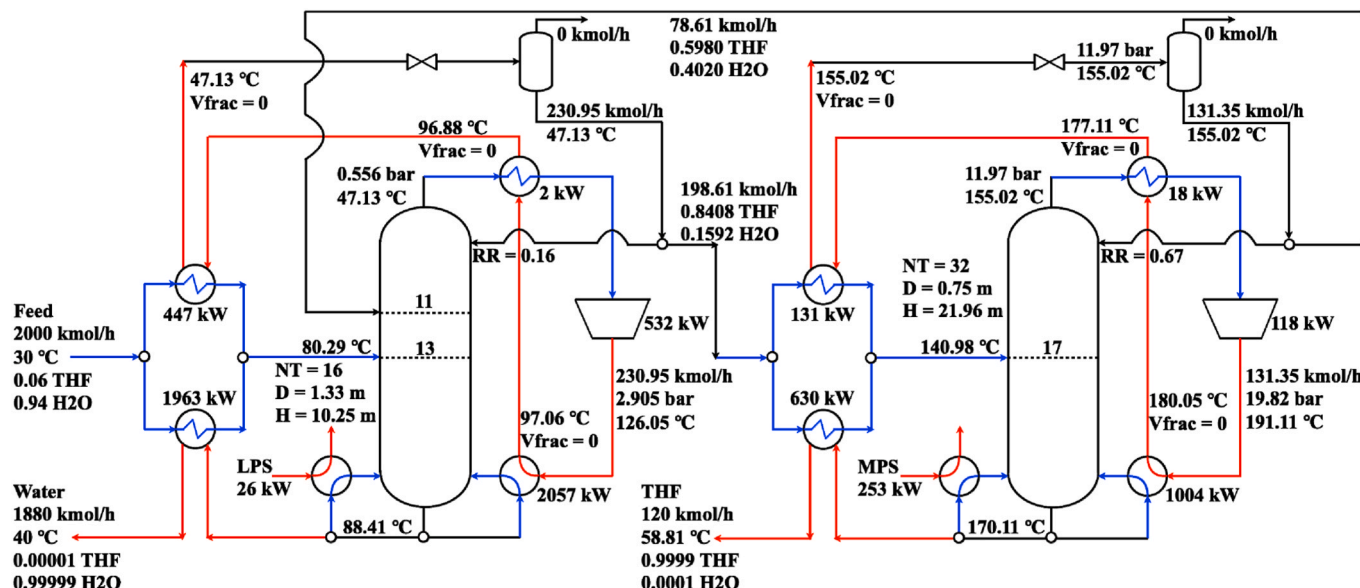 0 kmol/h
78.61 kmol/h
0.5980 THF
0.4020 H2O
47.13 ℃
Vfrac = 0
230.95 kmol/h
47.13 ℃
96.88 ℃
Vfrac = 0
0.556 bar
47.13 ℃
2 kW
198.61 kmol/h
0.8408 THF
0.1592 H2O
RR = 0.16
447 kW
Feed
2000 kmol/h
30 ℃
0.06 THF
0.94 H2O
80.29 ℃
11
13
NT = 16
D = 1.33 m
H = 10.25 m
1963 kW
532 kW
230.95 kmol/h
2.905 bar
126.05 ℃
97.06 ℃
Vfrac = 0
LPS
26 kW
2057 kW
88.41 ℃
Water
1880 kmol/h
40 ℃
0.00001 THF
0.99999 H2O
0 kmol/h
11.97 bar
155.02 ℃
155.02 ℃
Vfrac = 0
131.35 kmol/h
155.02 ℃
177.11 ℃
Vfrac = 0
11.97 bar
155.02 ℃
18 kW
RR = 0.67
NT = 32
D = 0.75 m
H = 21.96 m
131 kW
140.98 ℃
17
630 kW
118 kW
131.35 kmol/h
19.82 bar
191.11 ℃
180.05 ℃
Vfrac = 0
MPS
253 kW
1004 kW
170.11 ℃
THF
120 kmol/h
58.81 ℃
0.9999 THF
0.0001 H2O